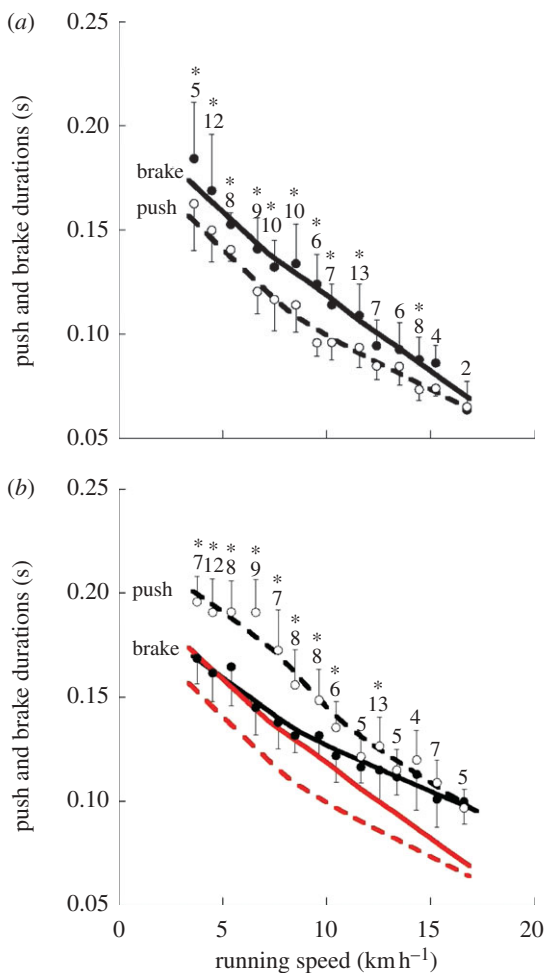 (a)
0.25
0.20
0.15
0.10
0.05
push and brake durations (s)
brake
push
* * * * * * * * * *
5 12 8 9 10 10 6 7 13 7 6 8 4 2
(b)
0.25
0.20
0.15
0.10
0.05
push and brake durations (s)
push
brake
* * * * * * * * *
7 12 8 9 7 8 8 6 5 13 5 4 7 5
0 5 10 15 20
running speed (km h⁻¹)